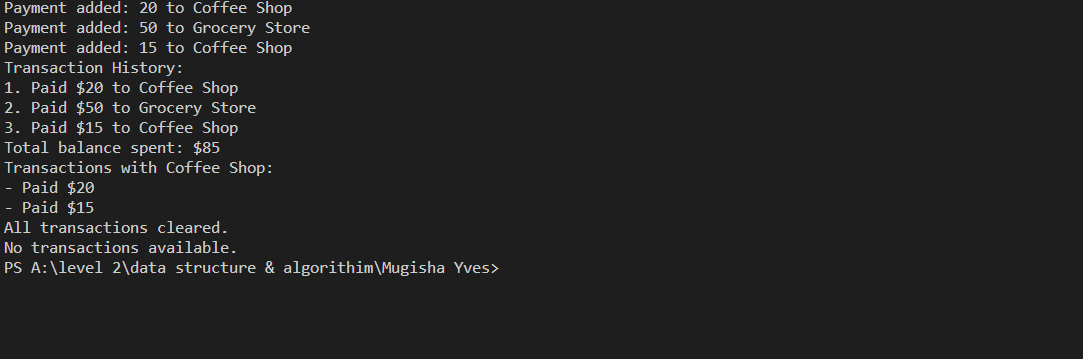 Payment added: 20 to Coffee Shop
Payment added: 50 to Grocery Store
Payment added: 15 to Coffee Shop
Transaction History:
1. Paid $20 to Coffee Shop
2. Paid $50 to Grocery Store
3. Paid $15 to Coffee Shop
Total balance spent: $85
Transactions with Coffee Shop:
- Paid $20
- Paid $15
All transactions cleared.
No transactions available.
PS A:\level 2\data structure & algorithim\Mugisha Yves>